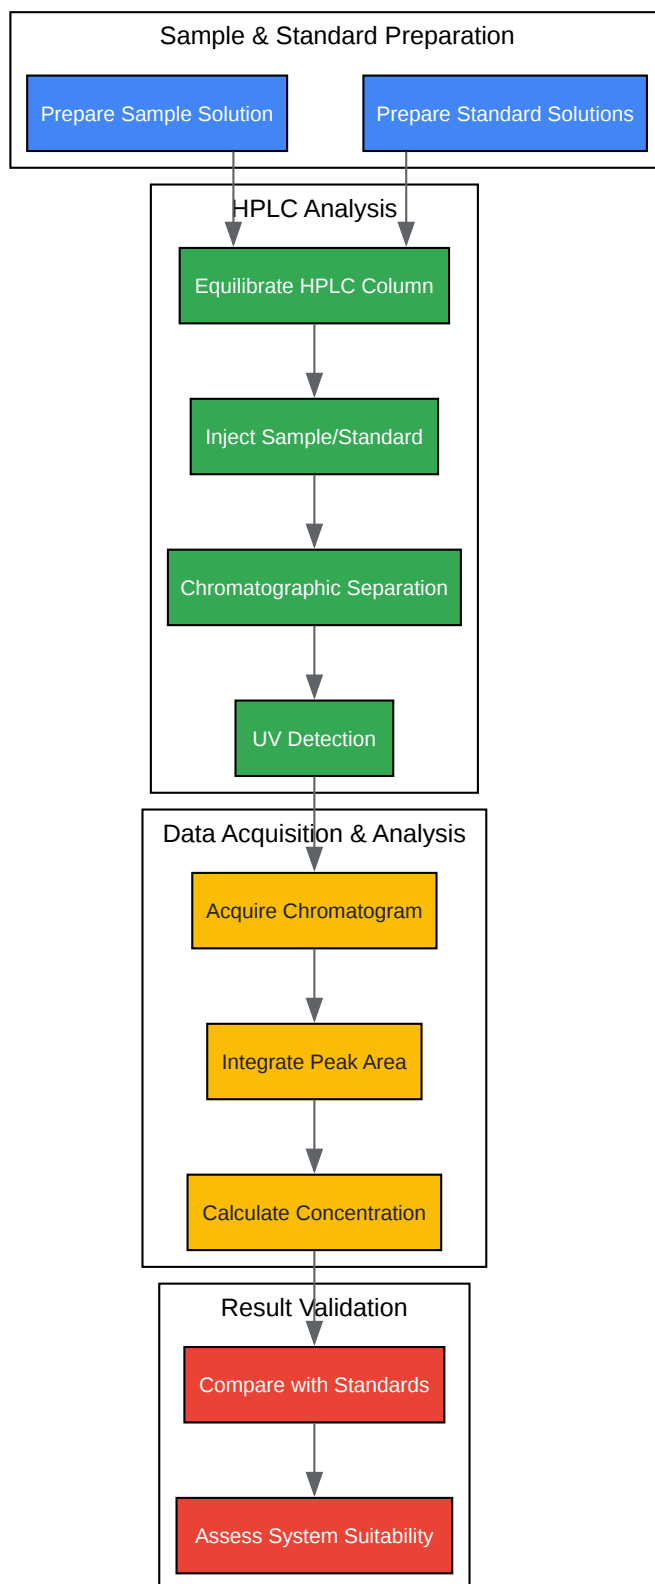 Sample & Standard Preparation
Prepare Sample Solution
Prepare Standard Solutions
HPLC Analysis
Equilibrate HPLC Column
Inject Sample/Standard
Chromatographic Separation
UV Detection
Data Acquisition & Analysis
Acquire Chromatogram
Integrate Peak Area
Calculate Concentration
Result Validation
Compare with Standards
Assess System Suitability